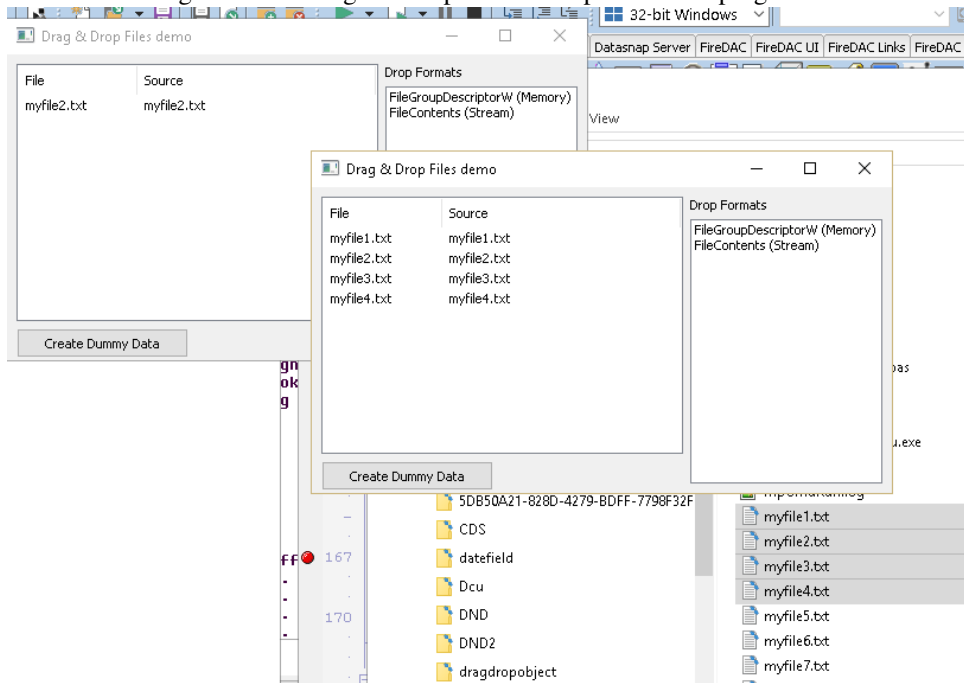 32-bit Windows
Drag & Drop Files demo
Datasnap Server FireDAC FireDAC UI FireDAC Links FireDAC
File Source
myfile2.txt myfile2.txt
Drop Formats
FileGroupDescriptorW (Memory)
FileContents (Stream)
View
Create Dummy Data
Drag & Drop Files demo
File Source
myfile1.txt myfile1.txt
myfile2.txt myfile2.txt
myfile3.txt myfile3.txt
myfile4.txt myfile4.txt
Drop Formats
FileGroupDescriptorW (Memory)
FileContents (Stream)
Create Dummy Data
ok
g
ff
167
170
5DB50A21-828D-4279-BDFF-7798F32F
CDS
datefield
Dcu
DND
DND2
dragdropobject
u.exe
myfile1.txt
myfile2.txt
myfile3.txt
myfile4.txt
myfile5.txt
myfile6.txt
myfile7.txt